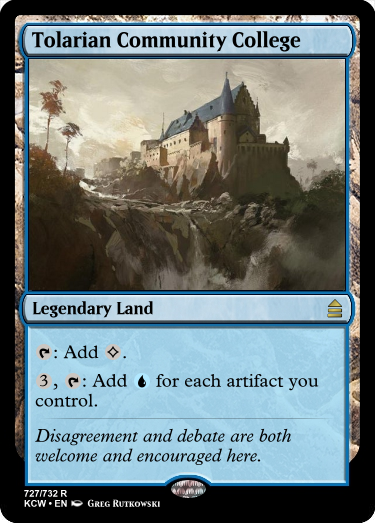 Tolarian Community College
Legendary Land
: Add .
3, : Add for each artifact you
control.
Disagreement and debate are both
welcome and encouraged here.
727/732 R
KCW • EN Greg Rutkowski